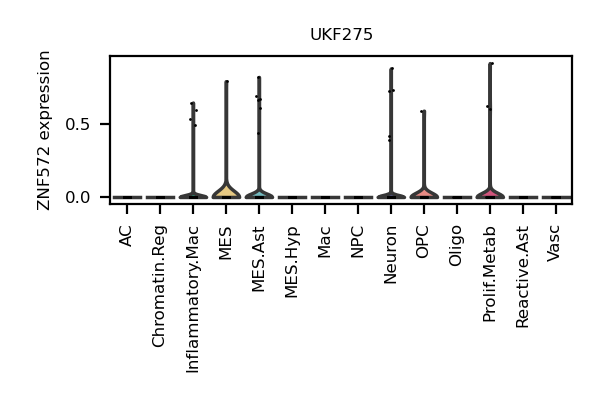 UKF275
ZNF572 expression
0.5
0.0
AC
Chromatin.Reg
Inflammatory.Mac
MES
MES.Ast
MES.Hyp
Mac
NPC
Neuron
OPC
Oligo
Prolif.Metab
Reactive.Ast
Vasc